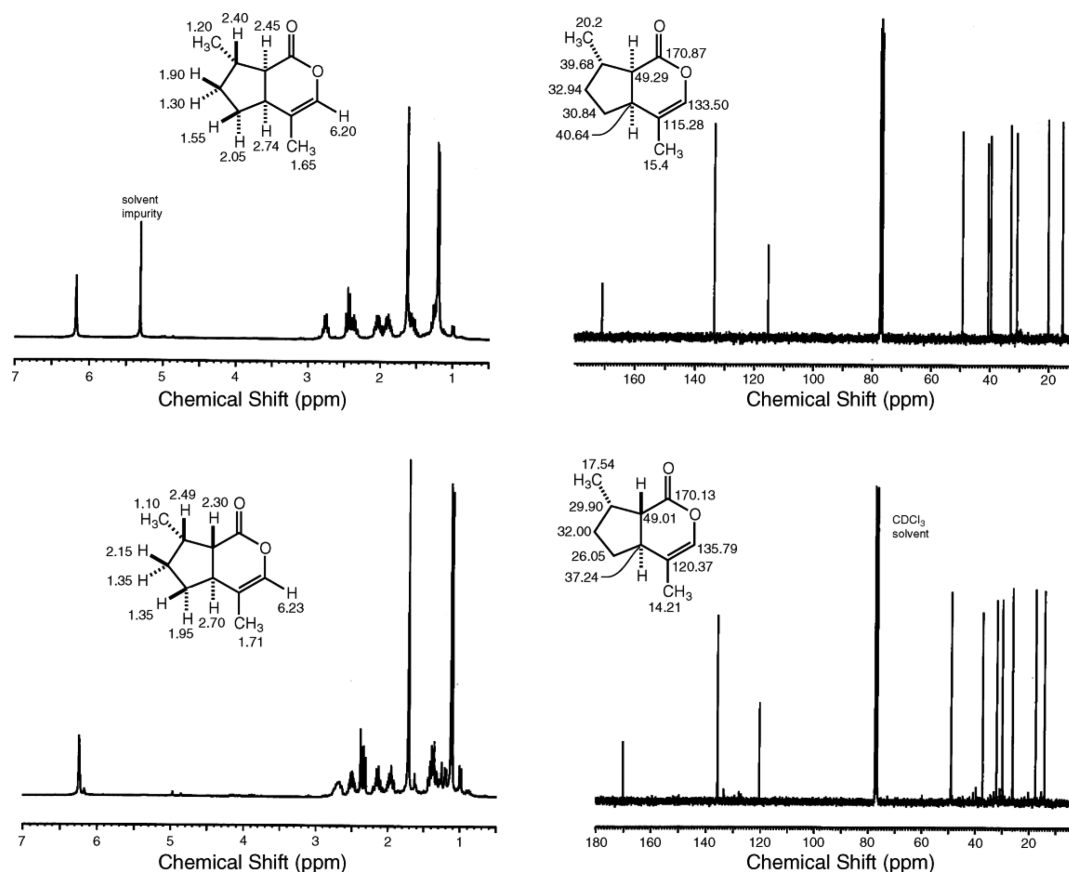 1.20 2.40 2.45 O
H₃C H H
O
1.90 H
1.30 H
H
H H H CH₃ 6.20
1.55 2.05 2.74 1.65
solvent
impurity
7 6 5 4 3 2 1
Chemical Shift (ppm)
20.2 O
H₃C H 170.87
39.68 O
49.29
32.94 133.50
30.84 115.28
40.64 H
CH₃
15.4
160 140 120 100 80 60 40 20
Chemical Shift (ppm)
2.49 2.30 O
1.10 H H
H₃C O
2.15 H
1.35 H
H
H H H CH₃ 6.23
1.35 1.95 2.70 1.71
7 6 5 4 3 2 1
Chemical Shift (ppm)
17.54 O
H₃C H 170.13
29.90 O
49.01
32.00 135.79
26.05 120.37
37.24 H
CH₃
14.21
CDCl₃
solvent
180 160 140 120 100 80 60 40 20
Chemical Shift (ppm)